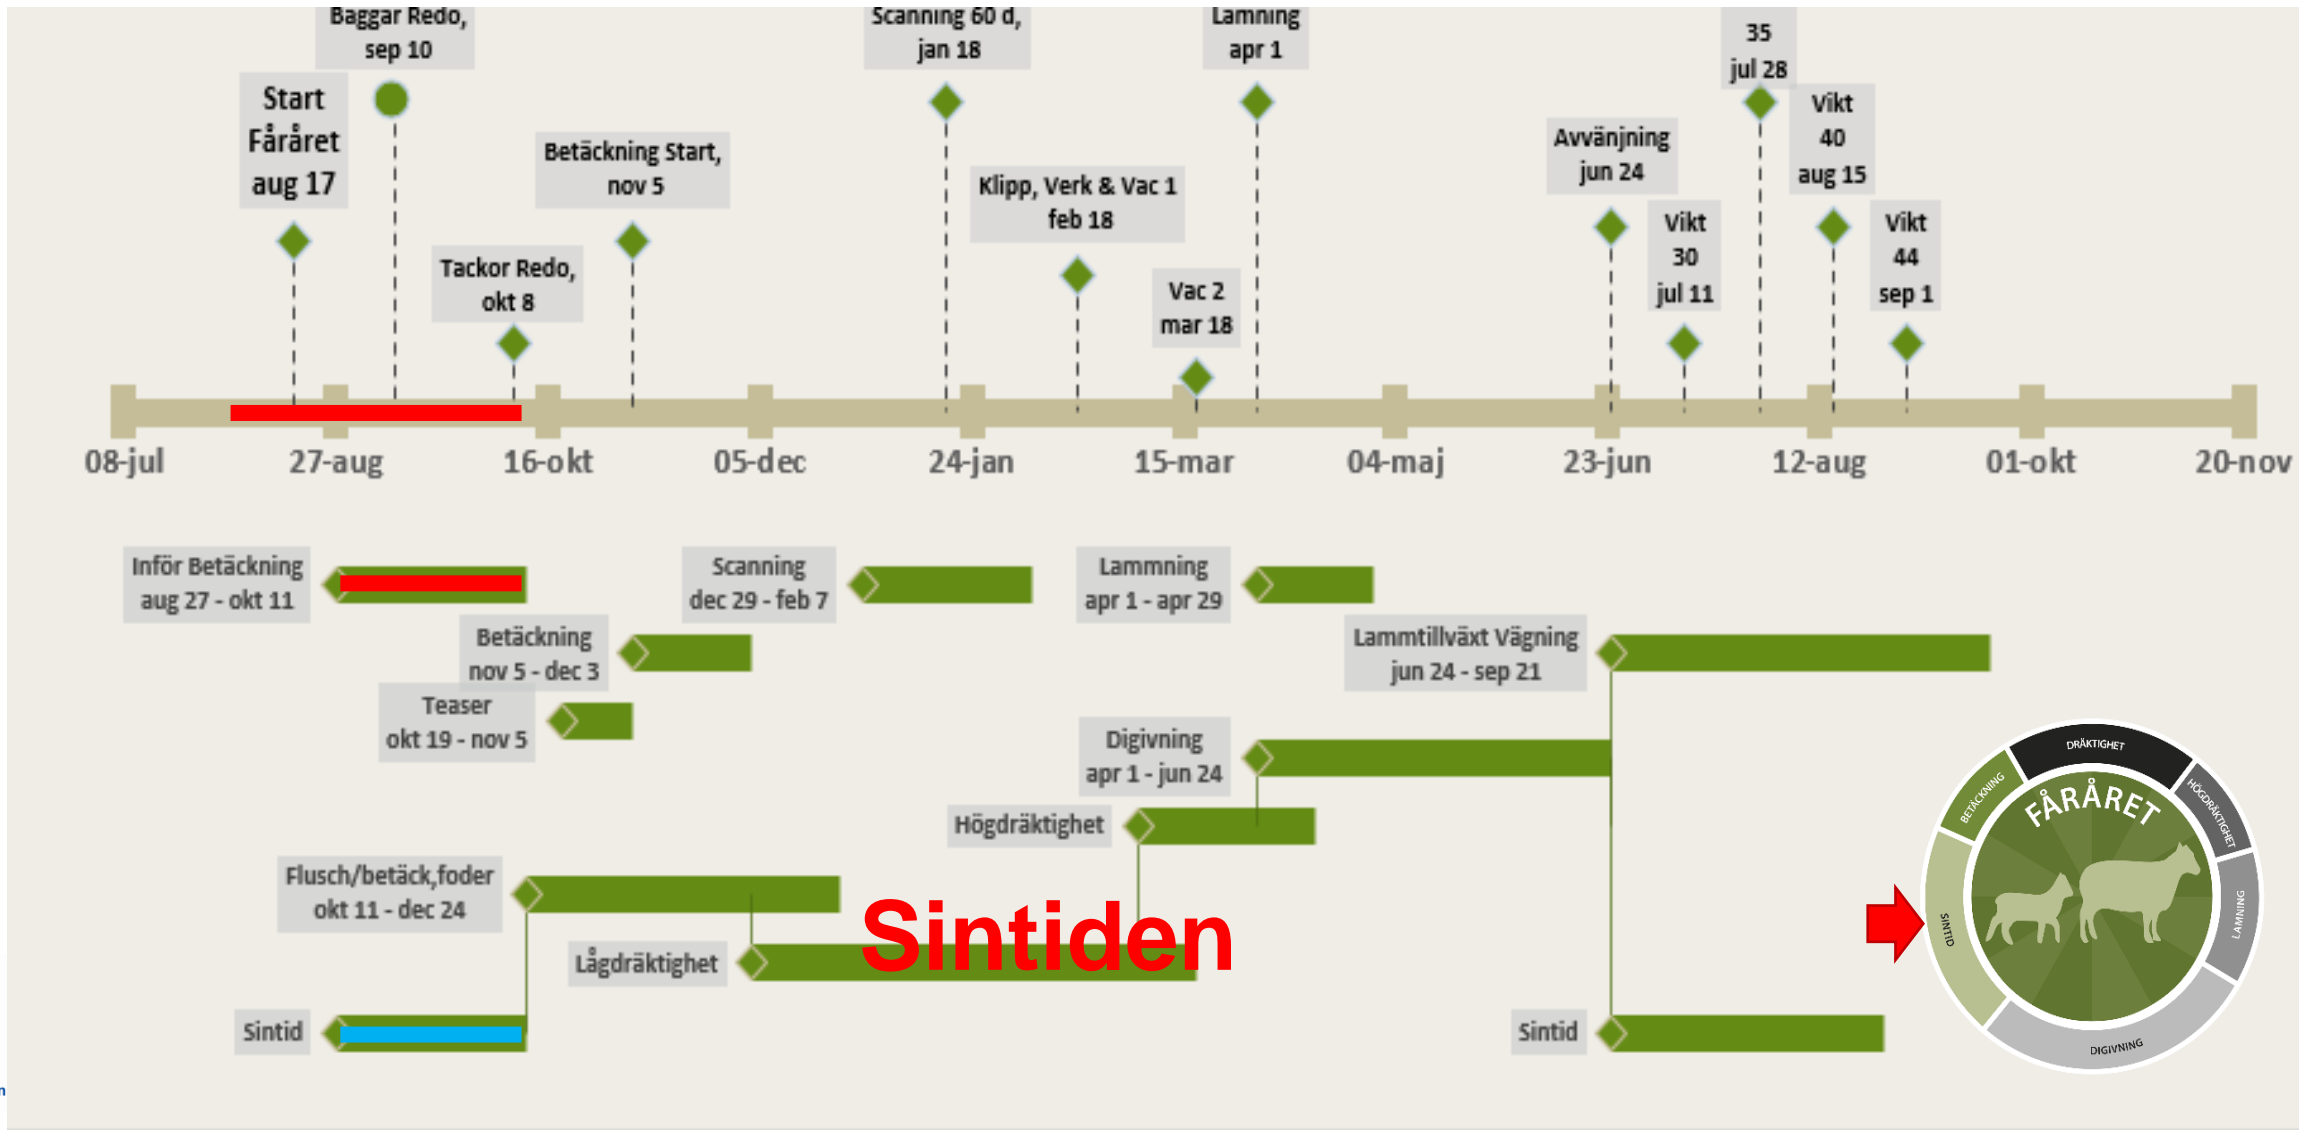 Baggar Redo,
sep 10
Scanning 60 d,
jan 18
Lamning
apr 1
35
jul 28
Start
Fåråret
aug 17
Vikt
40
aug 15
Betäckning Start,
nov 5
Avvänjning
jun 24
Klipp, Verk & Vac 1
feb 18
Vikt
30
jul 11
Vikt
44
sep 1
Tackor Redo,
okt 8
Vac 2
mar 18
08-jul
27-aug
16-okt
05-dec
24-jan
15-mar
04-maj
23-jun
12-aug
01-okt
20-nov
Inför Betäckning
aug 27 - okt 11
Scanning
dec 29 - feb 7
Lammning
apr 1 - apr 29
Betäckning
nov 5 - dec 3
Lammtillväxt Vägning
jun 24 - sep 21
Teaser
okt 19 - nov 5
Digivning
apr 1 - jun 24
Högdräktighet
Flusch/betäck,foder
okt 11 - dec 24
Sintiden
Lågdräktighet
Sintid
Sintid
DRÄKTIGHET
HÖGDRÄKTIGHET
LAMNING
DIGIVNING
SINTID
BETÄCKNING
FÅRÅRET
n